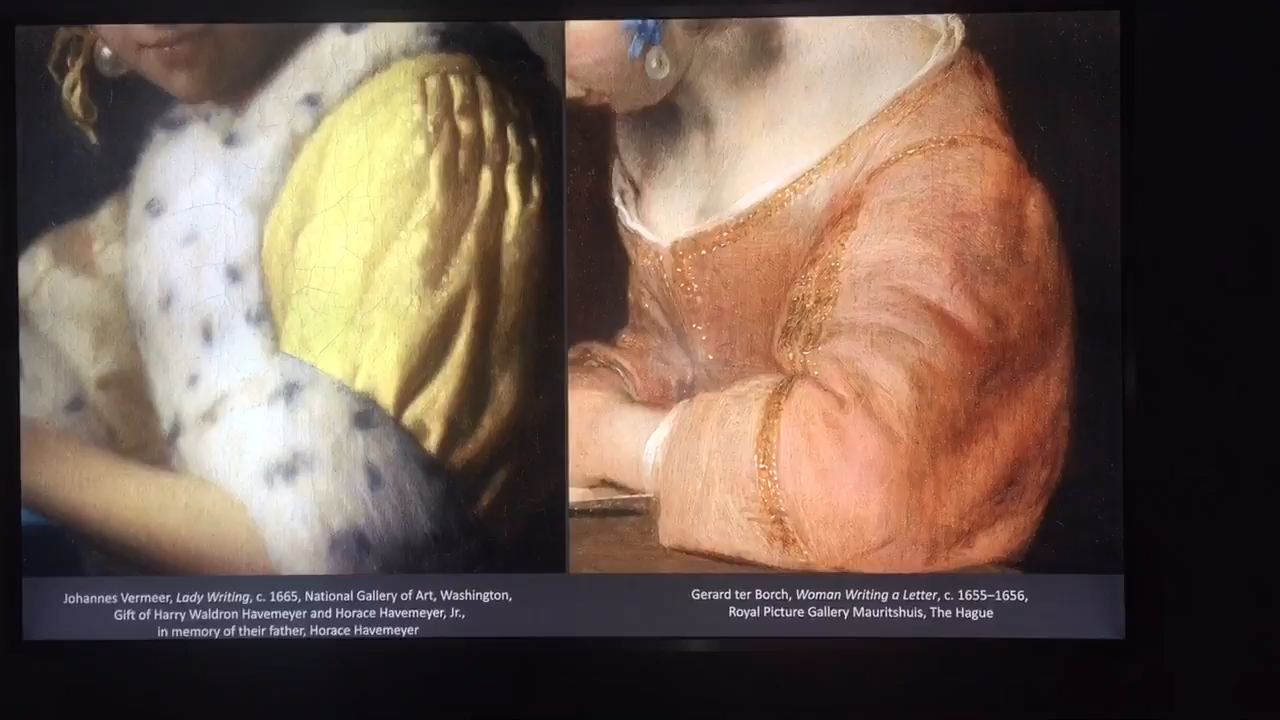 Johannes Vermeer, Lady Writing, c. 1665, National Gallery of Art, Washington,
Gift of Harry Waldron Havemeyer and Horace Havemeyer, Jr.,
in memory of their father, Horace Havemeyer
Gerard ter Borch, Woman Writing a Letter, c. 1655–1656,
Royal Picture Gallery Mauritshuis, The Hague